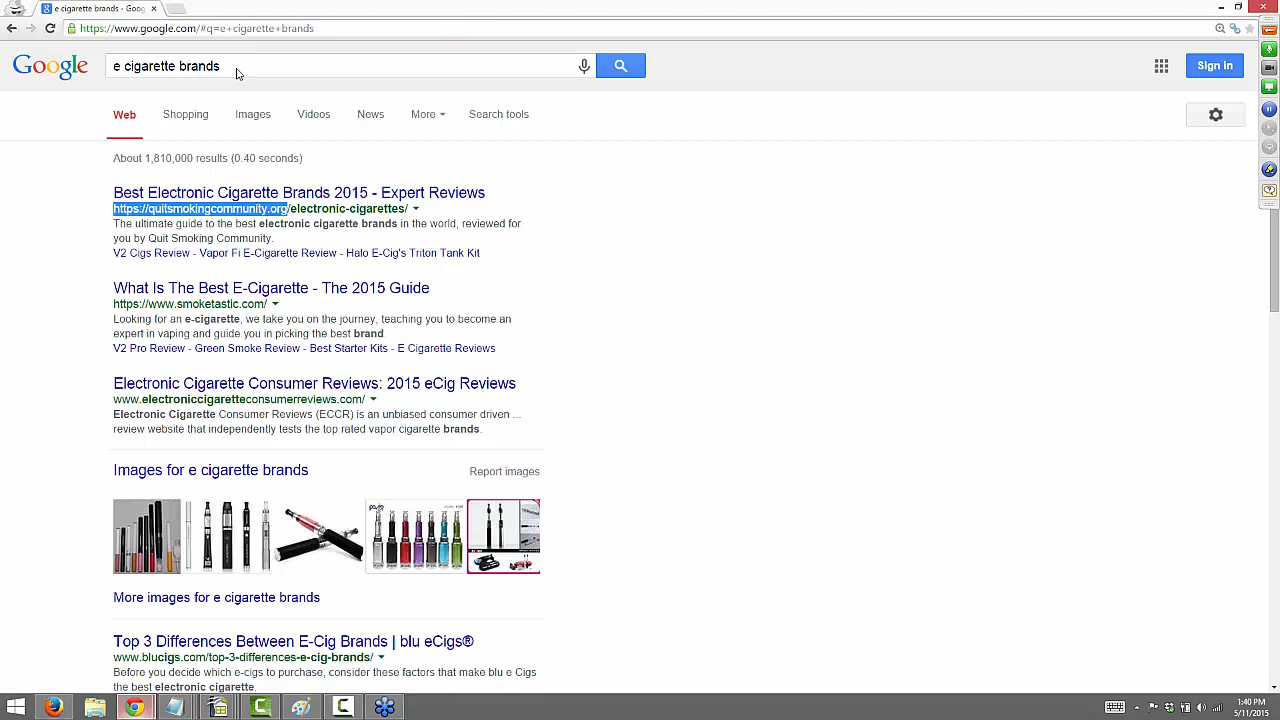 e cigarette brands - Goog
https://www.google.com/#q=e+cigarette+brands
Google
e cigarette brands
Sign in
Web Shopping Images Videos News More Search tools
About 1,810,000 results (0.40 seconds)
Best Electronic Cigarette Brands 2015 - Expert Reviews
https://quitsmokingcommunity.org/electronic-cigarettes/
The ultimate guide to the best electronic cigarette brands in the world, reviewed for
you by Quit Smoking Community.
V2 Cigs Review - Vapor Fi E-Cigarette Review - Halo E-Cig's Triton Tank Kit
What Is The Best E-Cigarette - The 2015 Guide
https://www.smoketastic.com/
Looking for an e-cigarette, we take you on the journey, teaching you to become an
expert in vaping and guide you in picking the best brand.
V2 Pro Review - Green Smoke Review - Best Starter Kits - E Cigarette Reviews
Electronic Cigarette Consumer Reviews: 2015 eCig Reviews
www.electroniccigaretteconsumerreviews.com/
Electronic Cigarette Consumer Reviews (ECCR) is an unbiased consumer driven ...
review website that independently tests the top rated vapor cigarette brands.
Images for e cigarette brands
Report images
More images for e cigarette brands
Top 3 Differences Between E-Cig Brands | blu eCigs®
www.blucigs.com/top-3-differences-e-cig-brands/
Before you decide which e-cigs to purchase, consider these factors that make blu e Cigs
the best electronic cigarette.
1:40 PM
5/11/2015